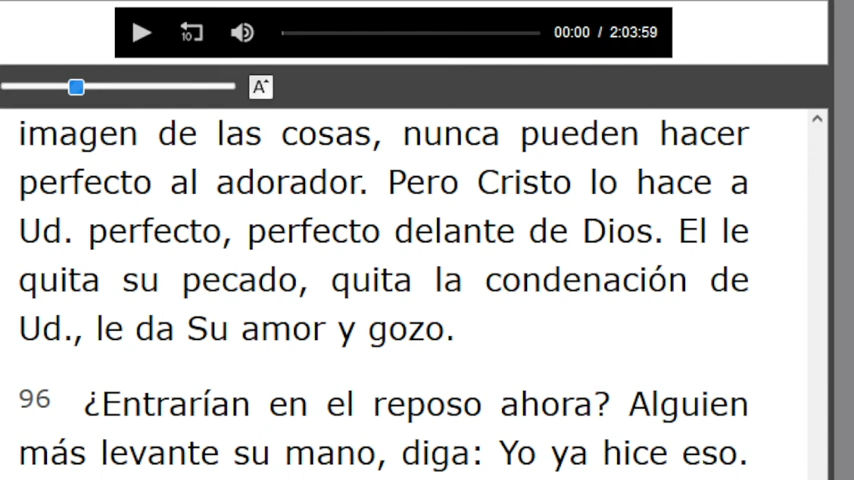 10
00:00 / 2:03:59
A
imagen de las cosas, nunca pueden hacer
perfecto al adorador. Pero Cristo lo hace a
Ud. perfecto, perfecto delante de Dios. El le
quita su pecado, quita la condenación de
Ud., le da Su amor y gozo.
96 ¿Entrarían en el reposo ahora? Alguien
más levante su mano, diga: Yo ya hice eso.